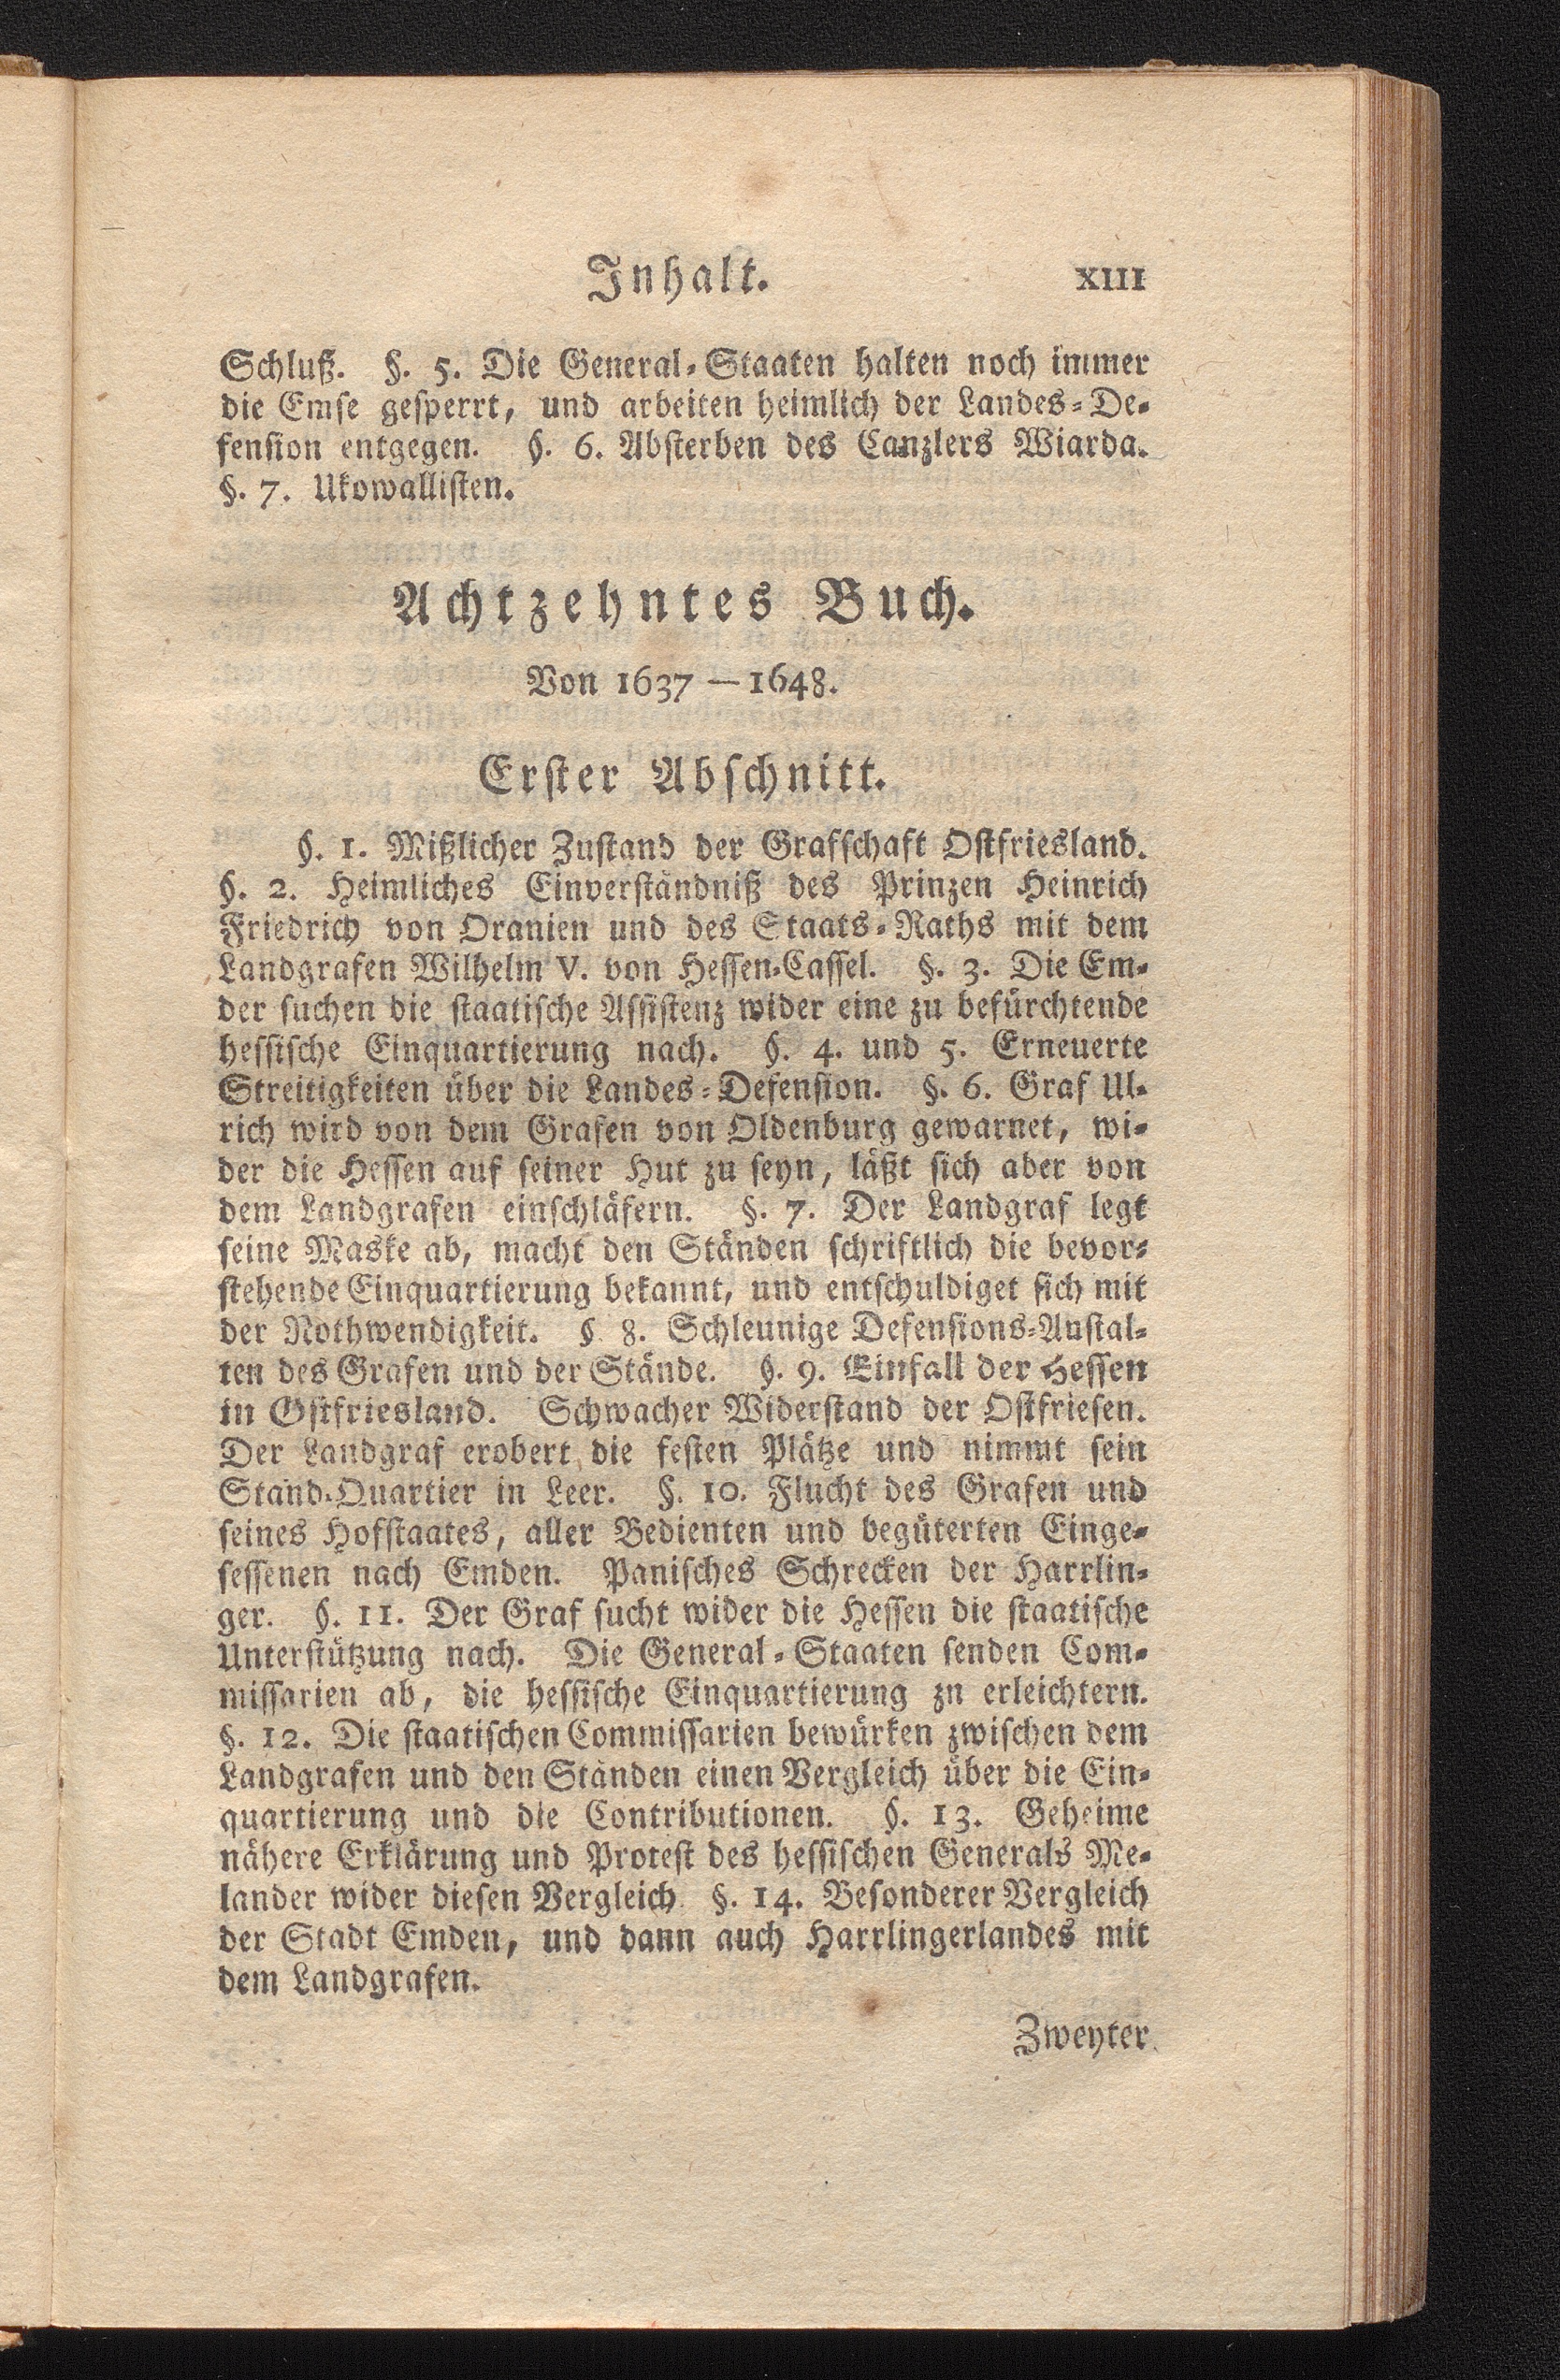 Inhalt. XIII
Schluß. §. 5. Die General-Staaten halten noch immer
die Emse gesperrt, und arbeiten heimlich der Landes-De-
fension entgegen. §. 6. Absterben des Canzlers Wiarda.
§. 7. Ukowallisten.
Achtzehntes Buch.
Von 1637 — 1648.
Erster Abschnitt.
§. 1. Mißlicher Zustand der Grafschaft Ostfriesland.
§. 2. Heimliches Einverständniß des Prinzen Heinrich
Friedrich von Oranien und des Staats-Raths mit dem
Landgrafen Wilhelm V. von Hessen-Cassel. §. 3. Die Em-
der suchen die staatische Assistenz wider eine zu befürchtende
hessische Einquartierung nach. §. 4. und 5. Erneuerte
Streitigkeiten über die Landes-Defension. §. 6. Graf Ul-
rich wird von dem Grafen von Oldenburg gewarnet, wi-
der die Hessen auf seiner Hut zu seyn, läßt sich aber von
dem Landgrafen einschläfern. §. 7. Der Landgraf legt
seine Maske ab, macht den Ständen schriftlich die bevor-
stehende Einquartierung bekannt, und entschuldiget sich mit
der Nothwendigkeit. § 8. Schleunige Defensions-Anstal-
ten des Grafen und der Stände. §. 9. Einfall der Hessen
in Ostfriesland. Schwacher Widerstand der Ostfriesen.
Der Landgraf erobert die festen Plätze und nimmt sein
Stand-Quartier in Leer. §. 10. Flucht des Grafen und
seines Hofstaates, aller Bedienten und begüterten Einge-
sessenen nach Emden. Panisches Schrecken der Harrlin-
ger. §. 11. Der Graf sucht wider die Hessen die staatische
Unterstützung nach. Die General-Staaten senden Com-
missarien ab, die hessische Einquartierung zu erleichtern.
§. 12. Die staatischen Commissarien bewürken zwischen dem
Landgrafen und den Ständen einen Vergleich über die Ein-
quartierung und die Contributionen. §. 13. Geheime
nähere Erklärung und Protest des hessischen Generals Me-
lander wider diesen Vergleich §. 14. Besonderer Vergleich
der Stadt Emden, und dann auch Harrlingerlandes mit
dem Landgrafen.
Zweyter